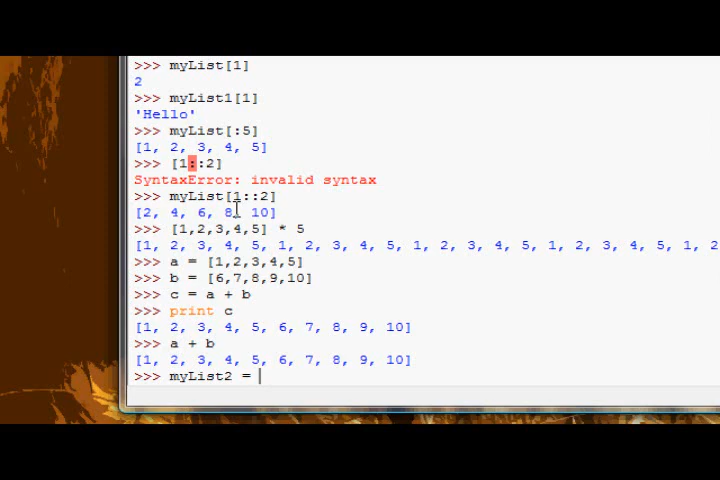 >>> myList[1]
2
>>> myList1[1]
'Hello'
>>> myList[:5]
[1, 2, 3, 4, 5]
>>> [1::2]
SyntaxError: invalid syntax
>>> myList[1::2]
[2, 4, 6, 8, 10]
>>> [1,2,3,4,5] * 5
[1, 2, 3, 4, 5, 1, 2, 3, 4, 5, 1, 2, 3, 4, 5, 1, 2, 3, 4, 5, 1, 2
>>> a = [1,2,3,4,5]
>>> b = [6,7,8,9,10]
>>> c = a + b
>>> print c
[1, 2, 3, 4, 5, 6, 7, 8, 9, 10]
>>> a + b
[1, 2, 3, 4, 5, 6, 7, 8, 9, 10]
>>> myList2 =